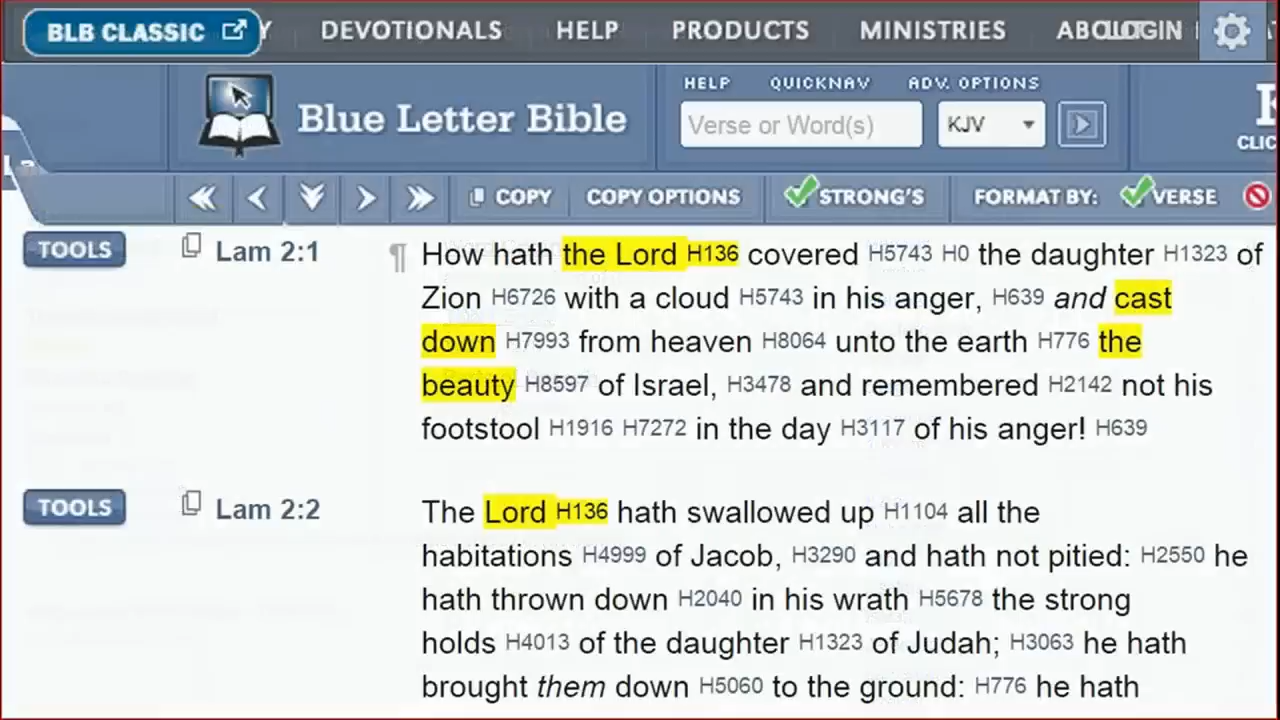 BLB CLASSIC Y DEVOTIONALS HELP PRODUCTS MINISTRIES LOGIN
HELP QUICKNAV ADV. OPTIONS
Blue Letter Bible Verse or Word(s) KJV
CLIC
COPY COPY OPTIONS STRONG'S FORMAT BY: VERSE
TOOLS Lam 2:1 ¶ How hath the Lord H136 covered H5743 H0 the daughter H1323 of
Zion H6726 with a cloud H5743 in his anger, H639 and cast
down H7993 from heaven H8064 unto the earth H776 the
beauty H8597 of Israel, H3478 and remembered H2142 not his
footstool H1916 H7272 in the day H3117 of his anger! H639
TOOLS Lam 2:2 The Lord H136 hath swallowed up H1104 all the
habitations H4999 of Jacob, H3290 and hath not pitied: H2550 he
hath thrown down H2040 in his wrath H5678 the strong
holds H4013 of the daughter H1323 of Judah; H3063 he hath
brought them down H5060 to the ground: H776 he hath